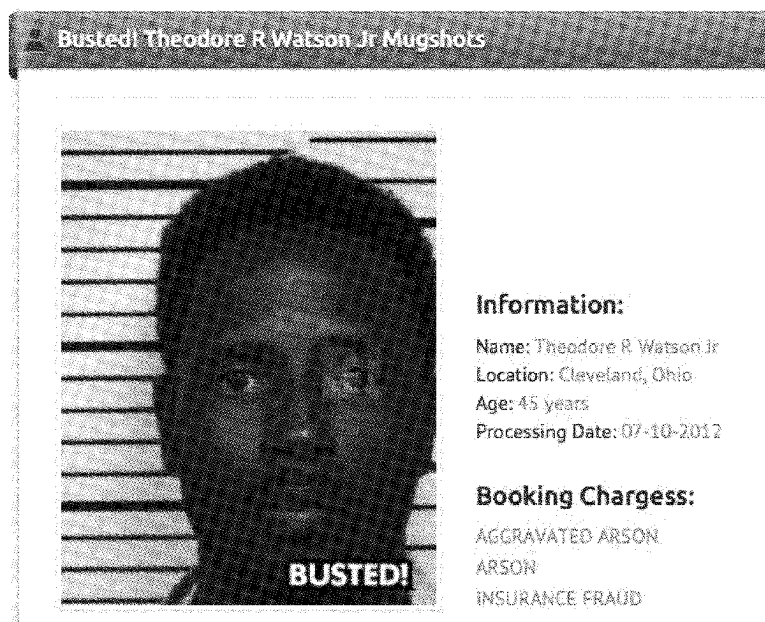 Busted! Theodore R Watson Jr Mugshots
Information:
Name: Theodore R Watson Jr
Location: Cleveland, Ohio
Age: 45 years
Processing Date: 07-10-2012
Booking Chargess:
AGGRAVATED ARSON
ARSON
INSURANCE FRAUD
BUSTED!